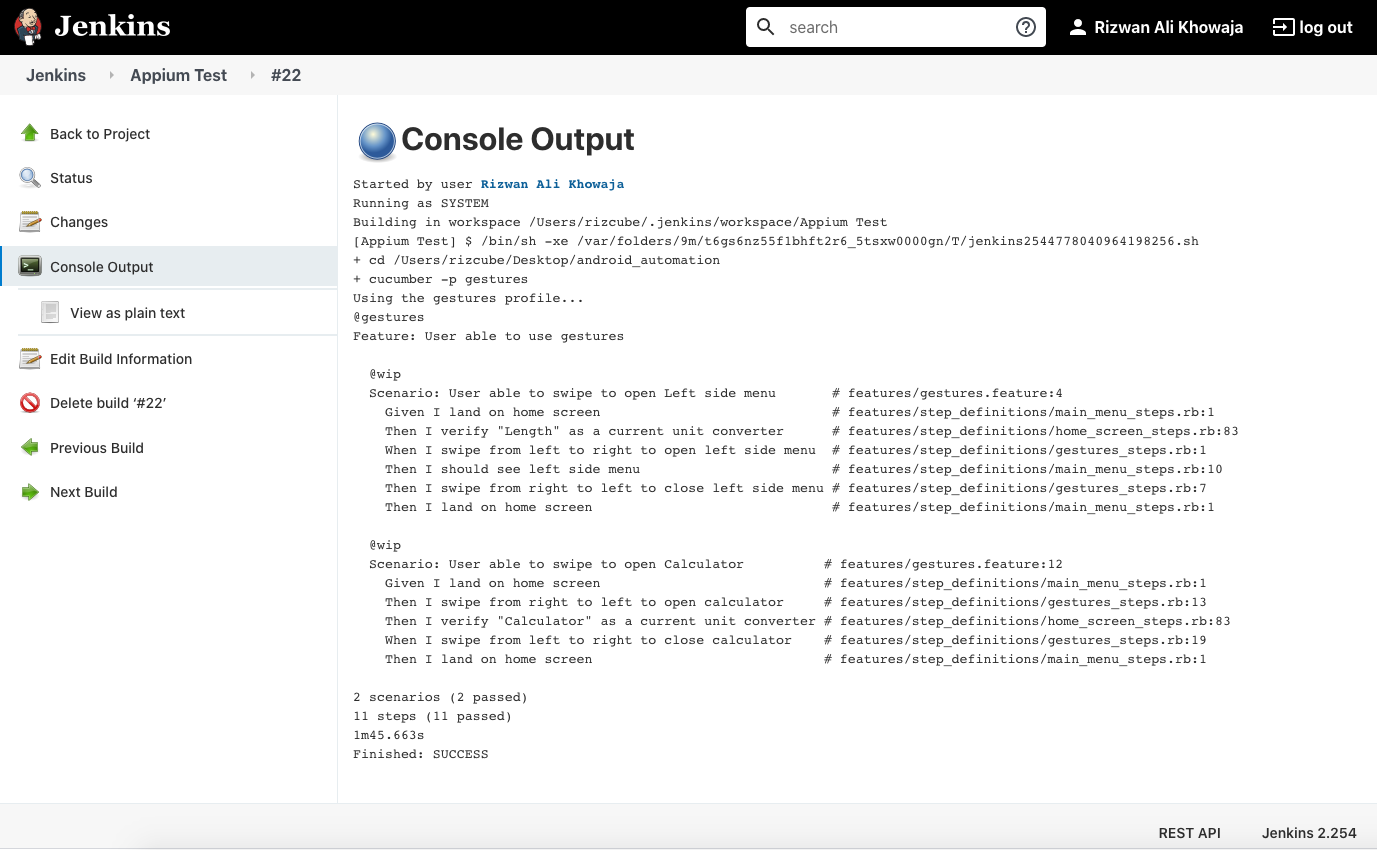 Jenkins
search
Rizwan Ali Khowaja
log out
Jenkins
Appium Test
#22
Back to Project
Status
Changes
Console Output
View as plain text
Edit Build Information
Delete build ‘#22’
Previous Build
Next Build
Console Output
Started by user Rizwan Ali Khowaja
Running as SYSTEM
Building in workspace /Users/rizcube/.jenkins/workspace/Appium Test
[Appium Test] $ /bin/sh -xe /var/folders/9m/t6gs6nz55f1bhft2r6_5tsxw0000gn/T/jenkins2544778040964198256.sh
+ cd /Users/rizcube/Desktop/android_automation
+ cucumber -p gestures
Using the gestures profile...
@gestures
Feature: User able to use gestures
@wip
Scenario: User able to swipe to open Left side menu # features/gestures.feature:4
Given I land on home screen # features/step_definitions/main_menu_steps.rb:1
Then I verify "Length" as a current unit converter # features/step_definitions/home_screen_steps.rb:83
When I swipe from left to right to open left side menu # features/step_definitions/gestures_steps.rb:1
Then I should see left side menu # features/step_definitions/main_menu_steps.rb:10
Then I swipe from right to left to close left side menu # features/step_definitions/gestures_steps.rb:7
Then I land on home screen # features/step_definitions/main_menu_steps.rb:1
@wip
Scenario: User able to swipe to open Calculator # features/gestures.feature:12
Given I land on home screen # features/step_definitions/main_menu_steps.rb:1
Then I swipe from right to left to open calculator # features/step_definitions/gestures_steps.rb:13
Then I verify "Calculator" as a current unit converter # features/step_definitions/home_screen_steps.rb:83
When I swipe from left to right to close calculator # features/step_definitions/gestures_steps.rb:19
Then I land on home screen # features/step_definitions/main_menu_steps.rb:1
2 scenarios (2 passed)
11 steps (11 passed)
1m45.663s
Finished: SUCCESS
REST API
Jenkins 2.254